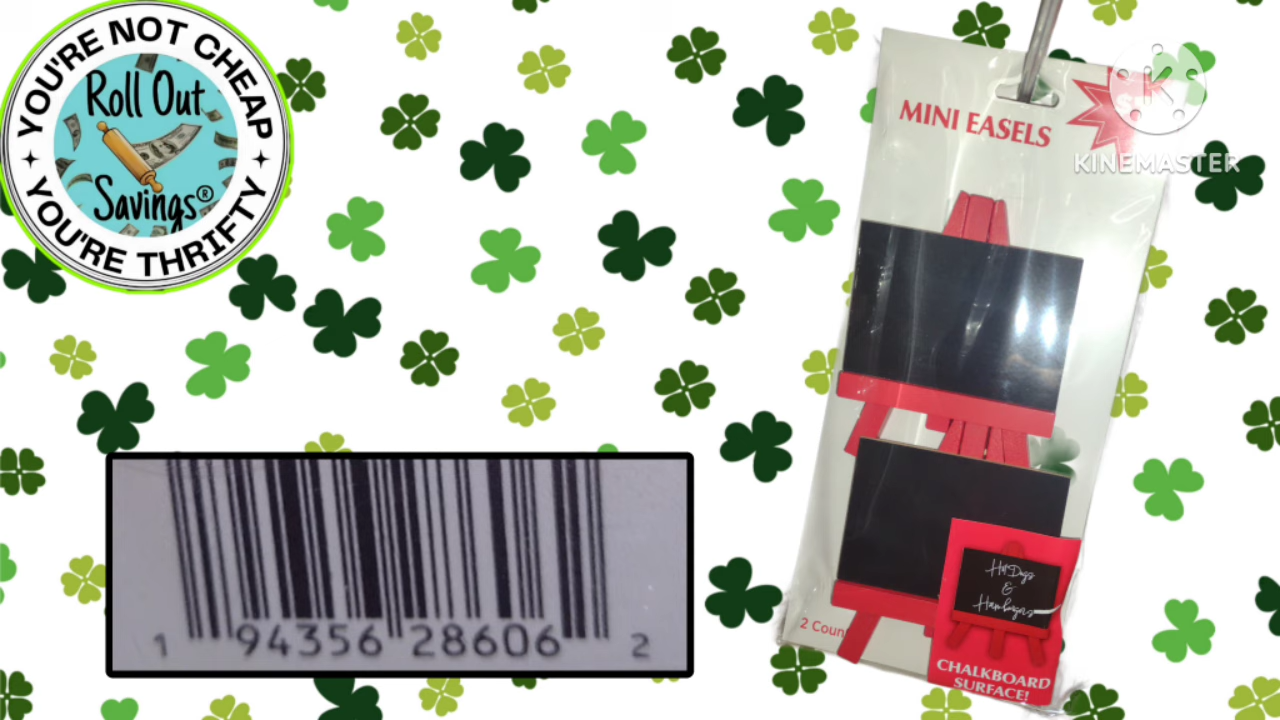 YOU'RE NOT CHEAP
Roll Out
Savings®
YOU'RE THRIFTY
MINI EASELS
KINEMASTER
Hot Dogs
&
Hamburgers
2 Coun
CHALKBOARD
SURFACE!
1 94356 28606 2